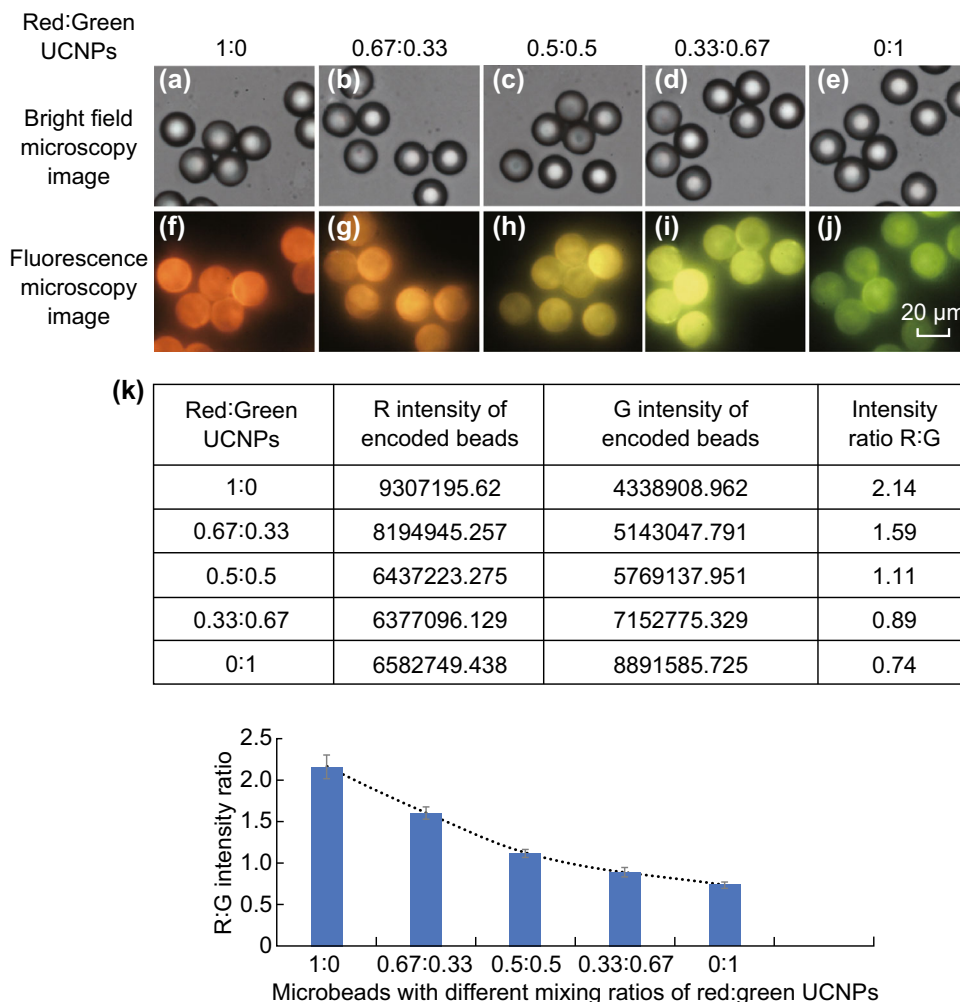 Red:Green
UCNPs
1:0
0.67:0.33
0.5:0.5
0.33:0.67
0:1
Bright field
microscopy
image
(a)
(b)
(c)
(d)
(e)
Fluorescence
microscopy
image
(f)
(g)
(h)
(i)
(j)
20 μm
(k)
Red:Green
UCNPs
R intensity of
encoded beads
G intensity of
encoded beads
Intensity
ratio R:G
1:0
9307195.62
4338908.962
2.14
0.67:0.33
8194945.257
5143047.791
1.59
0.5:0.5
6437223.275
5769137.951
1.11
0.33:0.67
6377096.129
7152775.329
0.89
0:1
6582749.438
8891585.725
0.74
R:G intensity ratio
2.5
2.0
1.5
1.0
0.5
0
1:0
0.67:0.33
0.5:0.5
0.33:0.67
0:1
Microbeads with different mixing ratios of red:green UCNPs